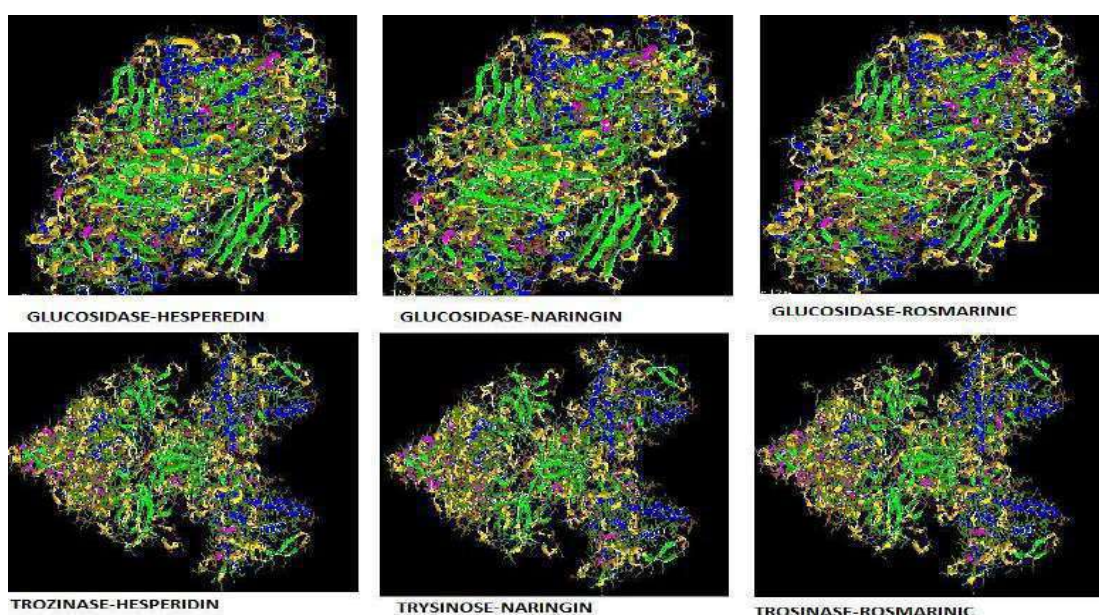 GLUCOSIDASE-HESPEREDIN
GLUCOSIDASE-NARINGIN
GLUCOSIDASE-ROSMARINIC
TROZINASE-HESPERIDIN
TRYSINOSE-NARINGIN
TROSINASE-ROSMARINIC